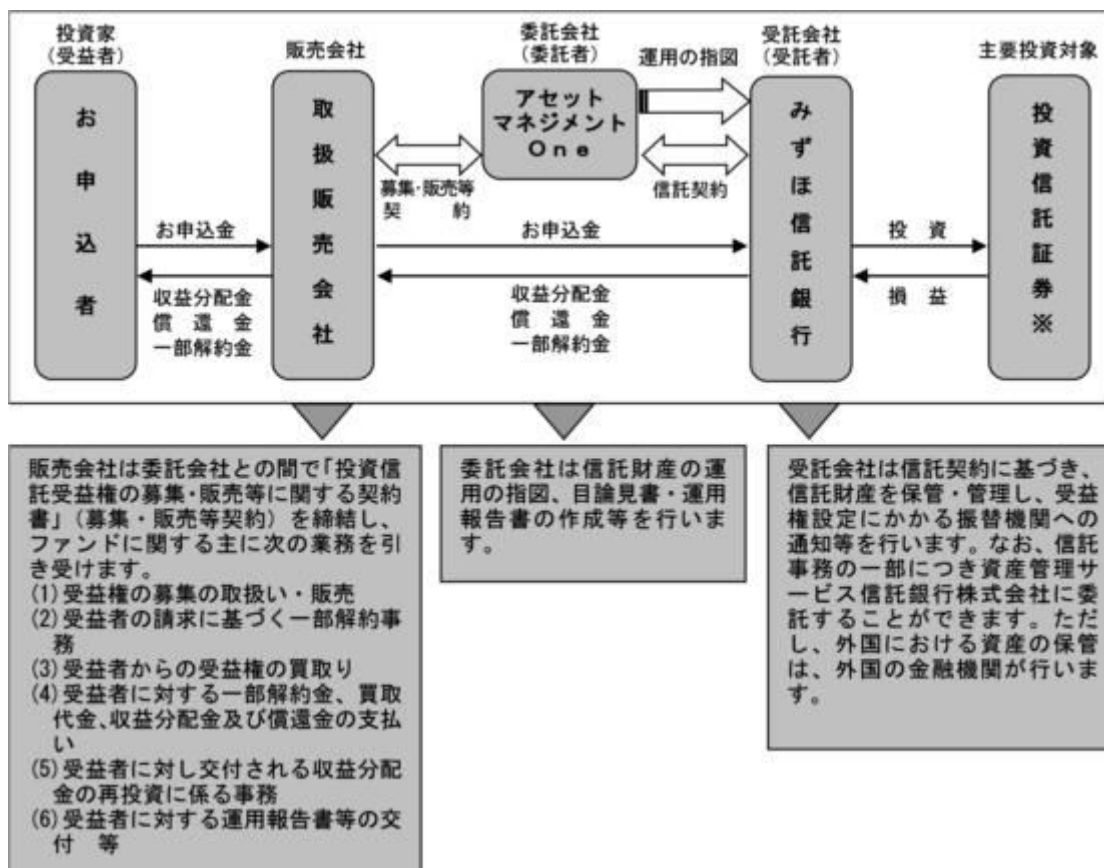 投資家
(受益者)
販売会社
委託会社
(委託者)
運用の指図
受託会社
(受託者)
主要投資対象
お申込者
取扱販売会社
アセット
マネジメント
One
みずほ信託銀行
投資信託証券※
募集・販売等
契 約
信託契約
お申込金
お申込金
投 資
収益分配金
償 還 金
一部解約金
収益分配金
償 還 金
一部解約金
損 益
販売会社は委託会社との間で「投資信
託受益権の募集・販売等に関する契約
書」(募集・販売等契約)を締結し、
ファンドに関する主に次の業務を引
き受けます。
(1)受益権の募集の取扱い・販売
(2)受益者の請求に基づく一部解約事
務
(3)受益者からの受益権の買取り
(4)受益者に対する一部解約金、買取
代金、収益分配金及び償還金の支払
い
(5)受益者に対し交付される収益分配
金の再投資に係る事務
(6)受益者に対する運用報告書等の交
付 等
委託会社は信託財産の運
用の指図、目論見書・運用
報告書の作成等を行いま
す。
受託会社は信託契約に基づき、
信託財産を保管・管理し、受益
権設定にかかる振替機関への
通知等を行います。なお、信託
事務の一部につき資産管理サ
ービス信託銀行株式会社に委
託することができます。ただ
し、外国における資産の保管
は、外国の金融機関が行いま
す。